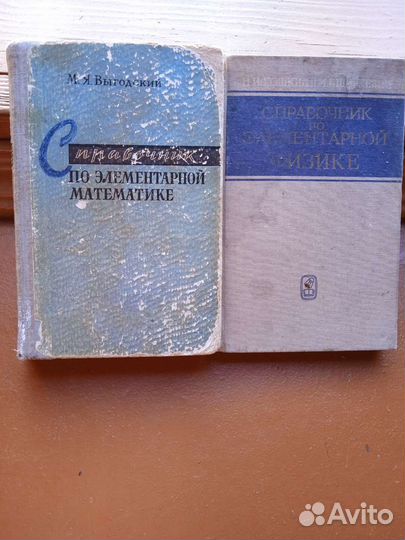 М. Я. Выгодский
Справочник
ПО ЭЛЕМЕНТАРНОЙ
МАТЕМАТИКЕ
СПРАВОЧНИК
ПО
ЭЛЕМЕНТАРНОЙ
ФИЗИКЕ
Avito